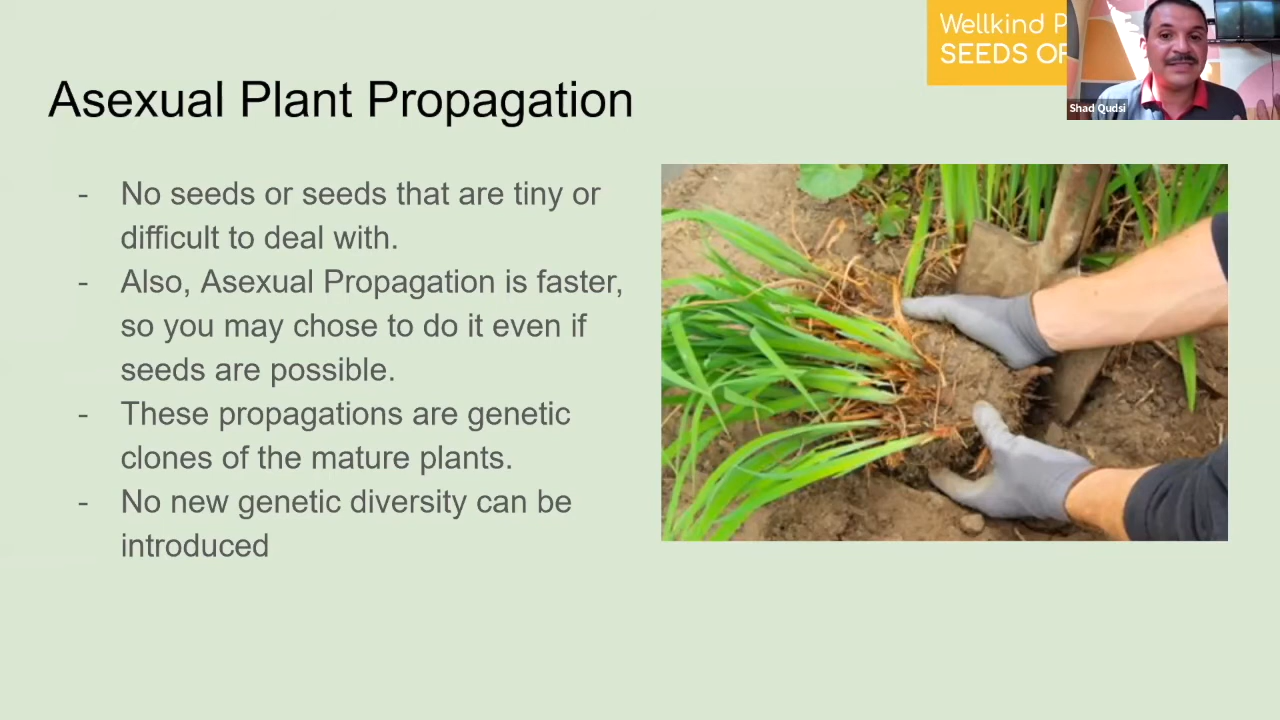 Wellkind P
SEEDS OF
Shad Qudsi
Asexual Plant Propagation
- No seeds or seeds that are tiny or
difficult to deal with.
- Also, Asexual Propagation is faster,
so you may chose to do it even if
seeds are possible.
- These propagations are genetic
clones of the mature plants.
- No new genetic diversity can be
introduced